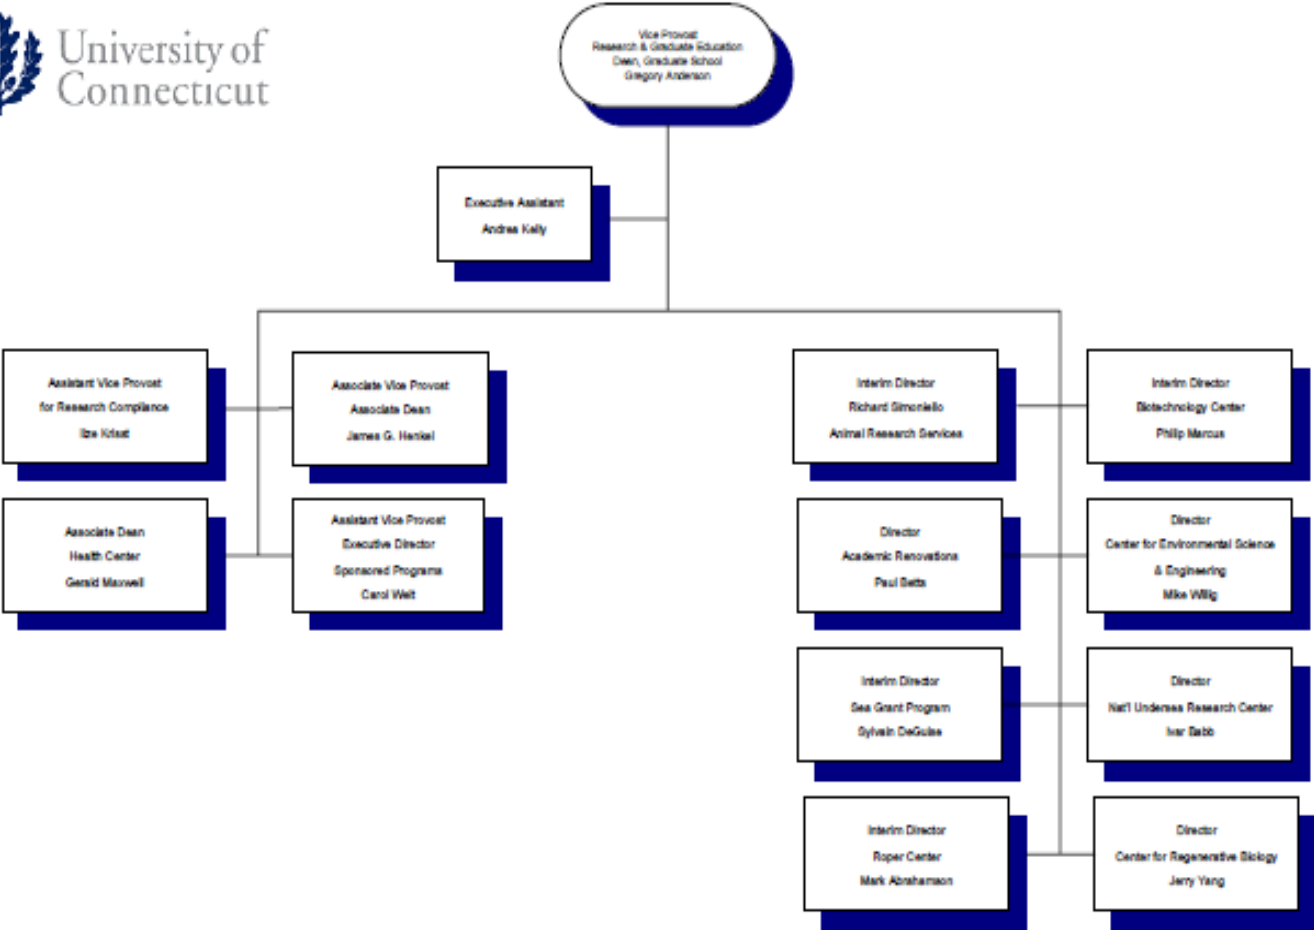 University of
Connecticut
Vice Provost
Research & Graduate Education
Dean, Graduate School
Gregory Anderson
Executive Assistant
Andrea Kelly
Assistant Vice Provost
for Research Compliance
Ilze Krisst
Associate Vice Provost
Associate Dean
James G. Henkel
Associate Dean
Health Center
Gerald Maxwell
Assistant Vice Provost
Executive Director
Sponsored Programs
Carol Welt
Interim Director
Richard Simoniello
Animal Research Services
Interim Director
Biotechnology Center
Philip Marcus
Director
Academic Renovations
Paul Betts
Director
Center for Environmental Science
& Engineering
Mike Willig
Interim Director
Sea Grant Program
Sylvain DeGuise
Director
Nat'l Undersea Research Center
Ivar Babb
Interim Director
Roper Center
Mark Abrahamson
Director
Center for Regenerative Biology
Jerry Yang